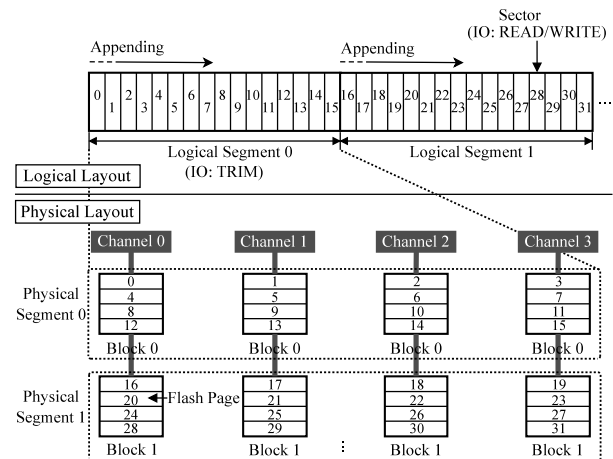 Sector
(IO: READ/WRITE)
Appending
Appending
0 1 2 3 4 5 6 7 8 9 10 11 12 13 14 15 16 17 18 19 20 21 22 23 24 25 26 27 28 29 30 31 ...
Logical Segment 0
(IO: TRIM)
Logical Segment 1
Logical Layout
Physical Layout
Channel 0 Channel 1 Channel 2 Channel 3
Physical
Segment 0
0 1 2 3
4 5 6 7
8 9 10 11
12 13 14 15
Block 0 Block 0 Block 0 Block 0
Physical
Segment 1
16 17 18 19
20 Flash Page 21 22 23
24 25 26 27
28 29 30 31
Block 1 Block 1 ⋮ Block 1 Block 1